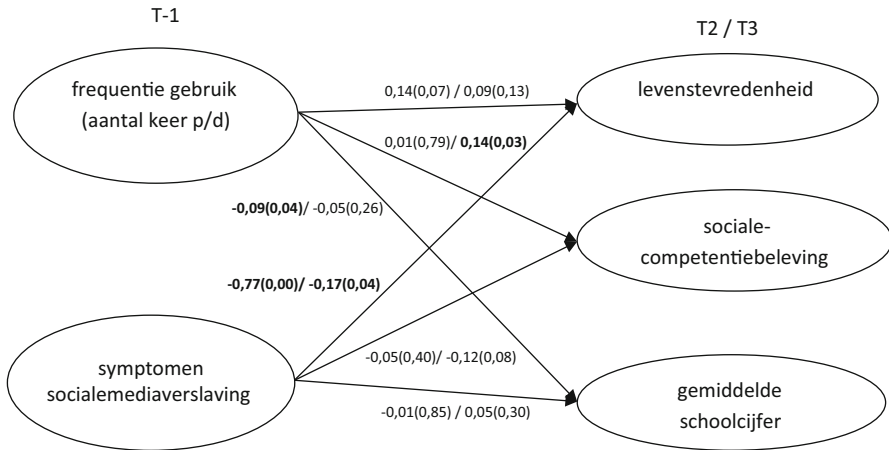 T-1
T2 / T3
frequentie gebruik
(aantal keer p/d)
levenstevredenheid
0,14(0,07) / 0,09(0,13)
0,01(0,79)/ 0,14(0,03)
-0,09(0,04)/ -0,05(0,26)
sociale-
competentiebeleving
-0,77(0,00)/ -0,17(0,04)
symptomen
socialemediaverslaving
-0,05(0,40)/ -0,12(0,08)
-0,01(0,85) / 0,05(0,30)
gemiddelde
schoolcijfer